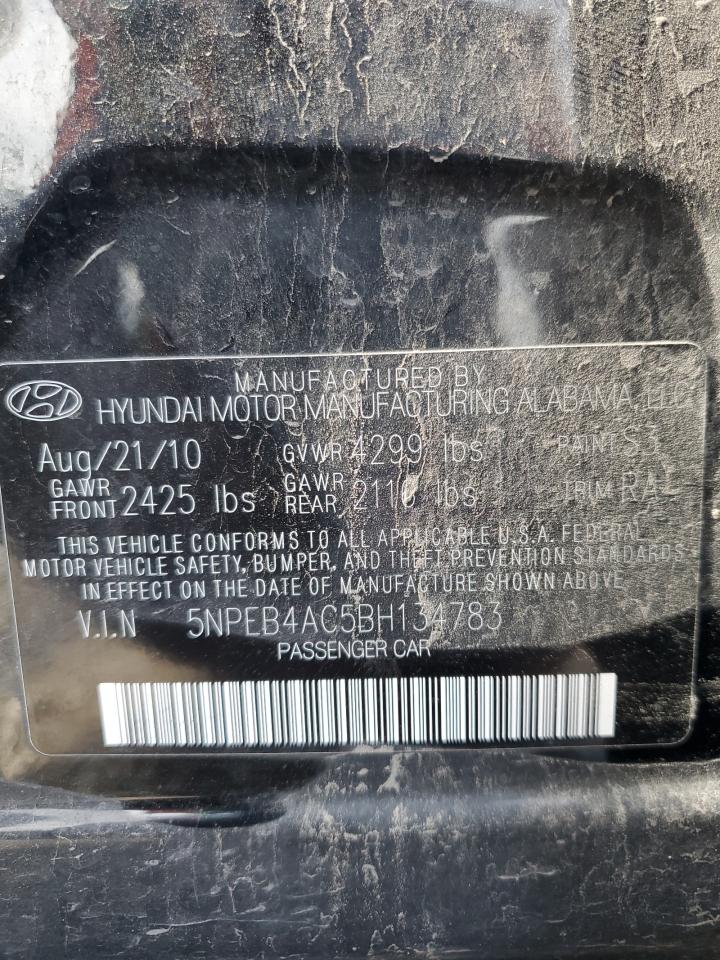 MANUFACTURED BY
HYUNDAI MOTOR MANUFACTURING ALABAMA, LLC
Aug/21/10 GVWR 4299 lbs PAINT S3
GAWR FRONT 2425 lbs GAWR REAR 2116 lbs TRIM RA
THIS VEHICLE CONFORMS TO ALL APPLICABLE U.S.A. FEDERAL
MOTOR VEHICLE SAFETY, BUMPER, AND THEFT PREVENTION STANDARDS
IN EFFECT ON THE DATE OF MANUFACTURE SHOWN ABOVE
V.I.N 5NPEB4AC5BH134783
PASSENGER CAR